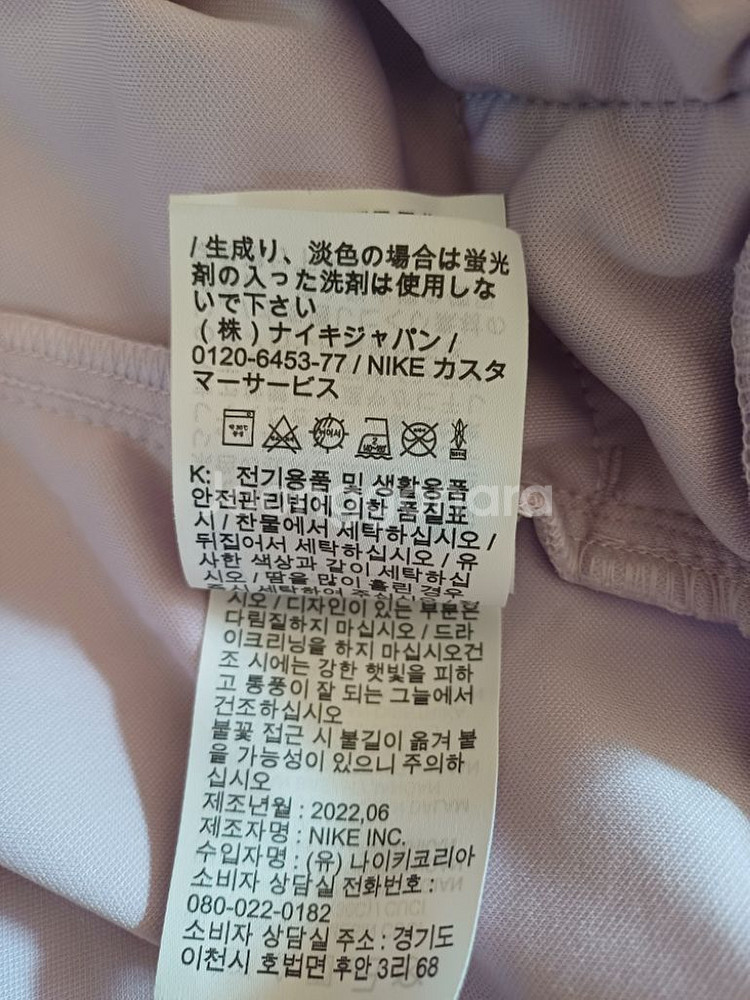 / 生成り、淡色の場合は蛍光
剤の入った洗剤は使用しな
いで下さい
( 株 ) ナイキジャパン /
0120-6453-77 / NIKE カスタ
マーサービス
K: 전기용품 및 생활용품
안전관리법에 의한 품질표
시 / 찬물에서 세탁하십시오 /
뒤집어서 세탁하십시오 / 유
사한 색상과 같이 세탁하십
시오 / 땀을 많이 흘린 경우
시오 / 디자인이 있는 부분은
다림질하지 마십시오 / 드라
이크리닝을 하지 마십시오건
조 시에는 강한 햇빛을 피하
고 통풍이 잘 되는 그늘에서
건조하십시오
불꽃 접근 시 불길이 옮겨 붙
을 가능성이 있으니 주의하
십시오
제조년월 : 2022,06
제조자명 : NIKE INC.
수입자명 : (유) 나이키코리아
소비자 상담실 전화번호 :
080-022-0182
소비자 상담실 주소 : 경기도
이천시 호법면 후안 3리 68